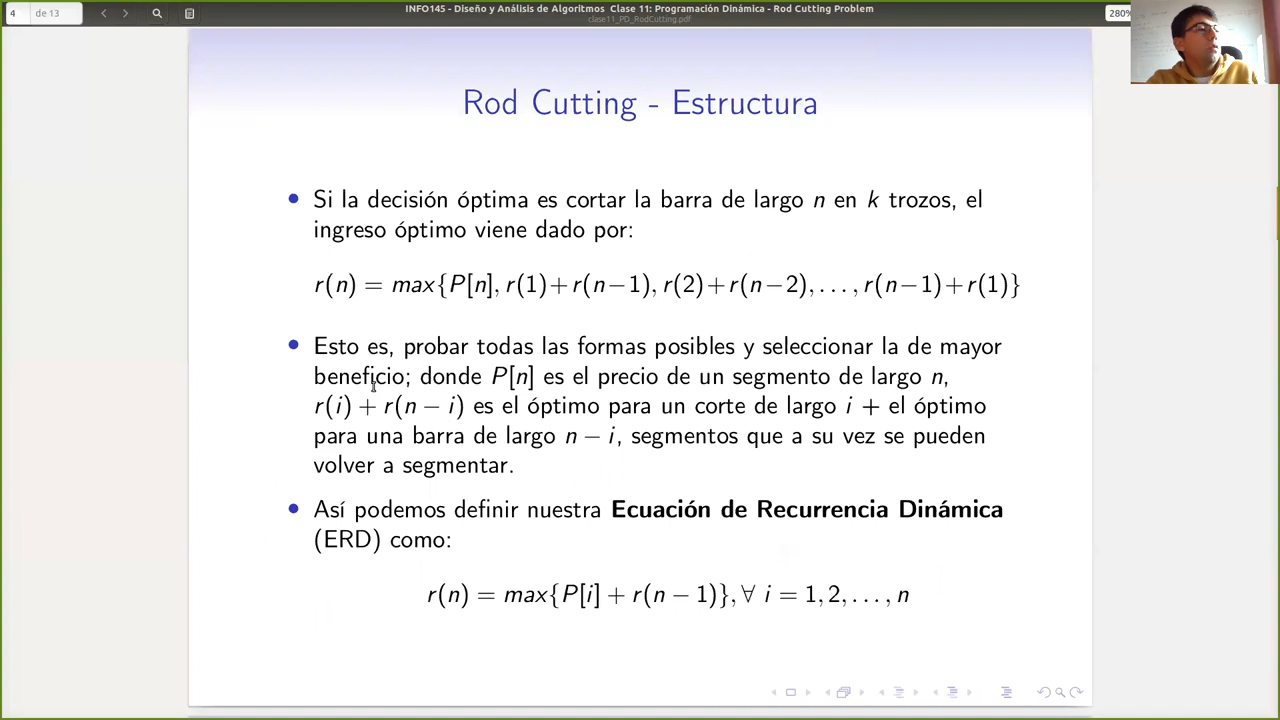 4 de 13
INFO145 - Diseño y Análisis de Algoritmos Clase 11: Programación Dinámica - Rod Cutting Problem
clase11_PD_RodCutting.pdf
280%
Rod Cutting - Estructura
• Si la decisión óptima es cortar la barra de largo n en k trozos, el
ingreso óptimo viene dado por:
r(n) = max{P[n], r(1)+r(n−1), r(2)+r(n−2), . . . , r(n−1)+r(1)}
• Esto es, probar todas las formas posibles y seleccionar la de mayor
beneficio; donde P[n] es el precio de un segmento de largo n,
r(i) + r(n − i) es el óptimo para un corte de largo i + el óptimo
para una barra de largo n − i, segmentos que a su vez se pueden
volver a segmentar.
• Así podemos definir nuestra Ecuación de Recurrencia Dinámica
(ERD) como:
r(n) = max{P[i] + r(n − 1)}, ∀ i = 1, 2, . . . , n